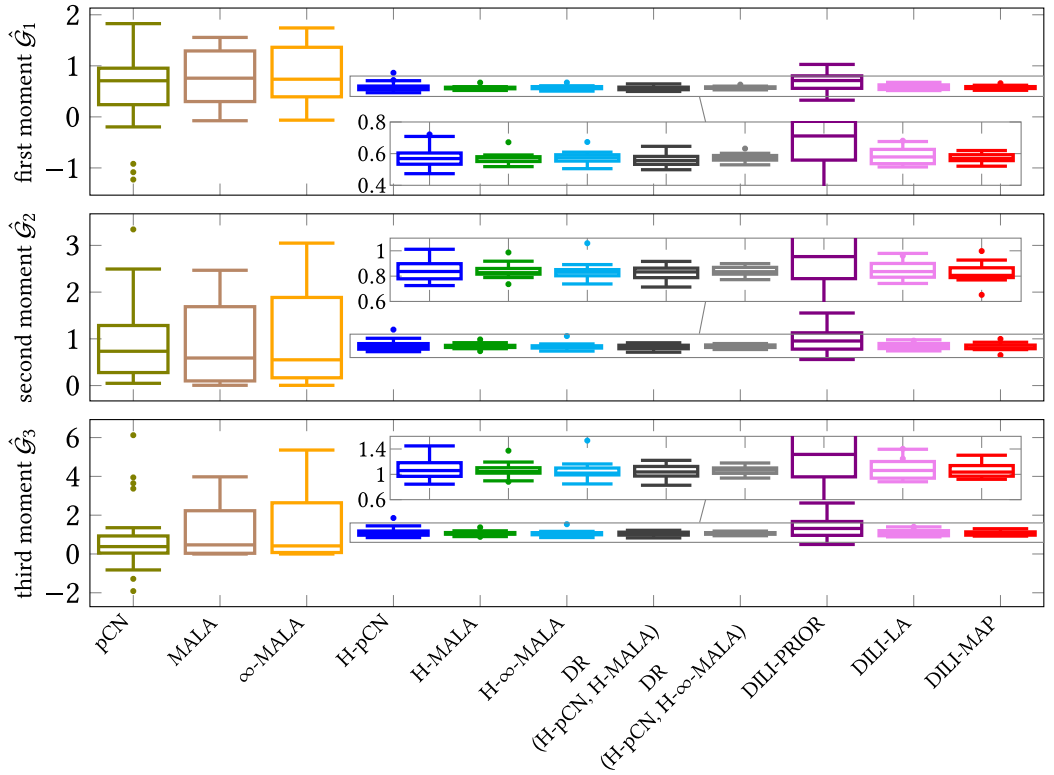 first moment 𝒢̂₁
2
1
0
−1
0.8
0.6
0.4
second moment 𝒢̂₂
3
2
1
0
1
0.8
0.6
third moment 𝒢̂₃
6
4
2
0
−2
1.4
1
0.6
pCN
MALA
∞-MALA
H-pCN
H-MALA
H-∞-MALA
DR
(H-pCN, H-MALA)
DR
(H-pCN, H-∞-MALA)
DILI-PRIOR
DILI-LA
DILI-MAP